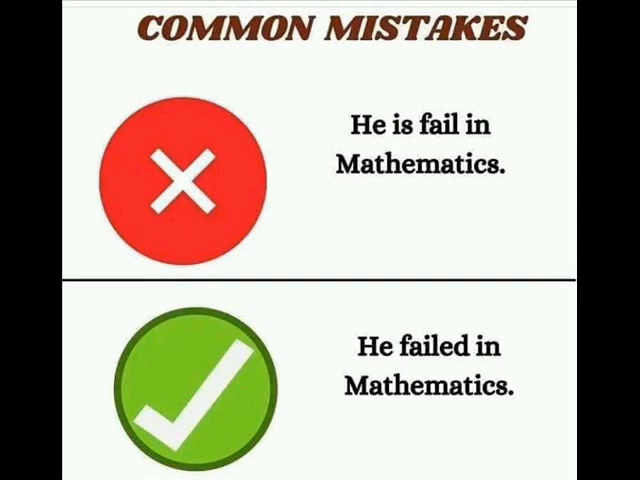 COMMON MISTAKES
He is fail in
Mathematics.
He failed in
Mathematics.